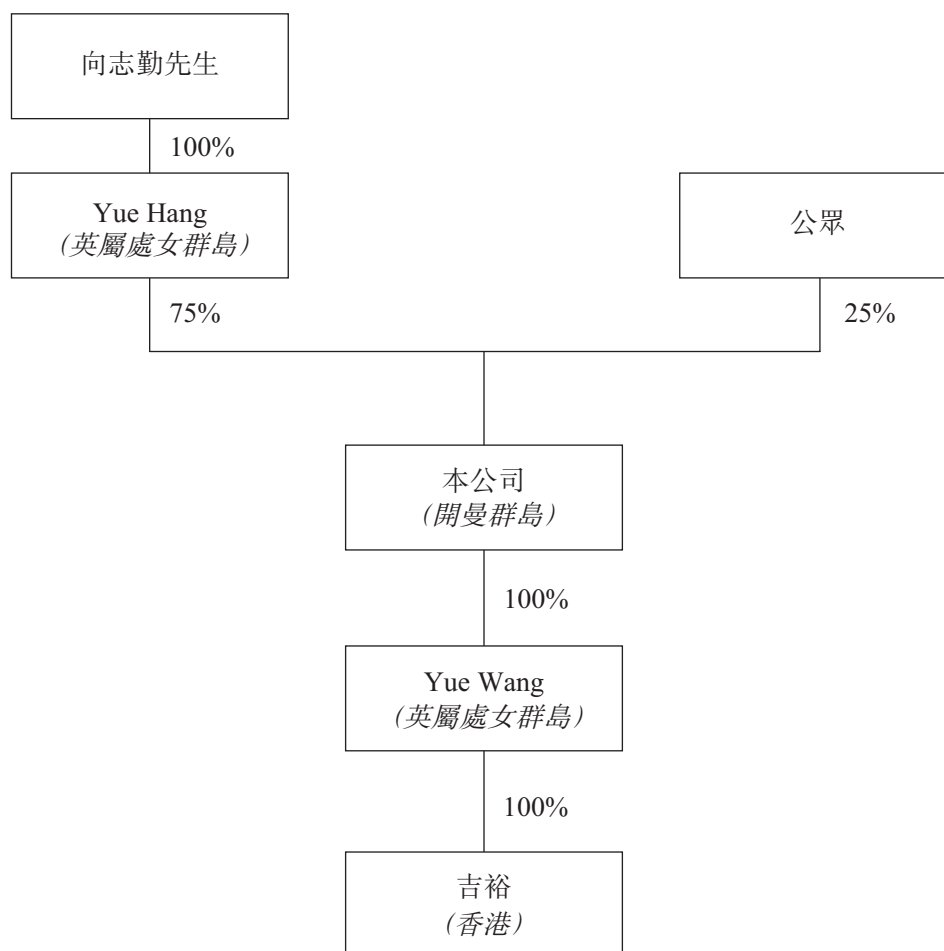 向志勤先生
100%
Yue Hang
(英屬處女群島)
公眾
75%
25%
本公司
(開曼群島)
100%
Yue Wang
(英屬處女群島)
100%
吉裕
(香港)